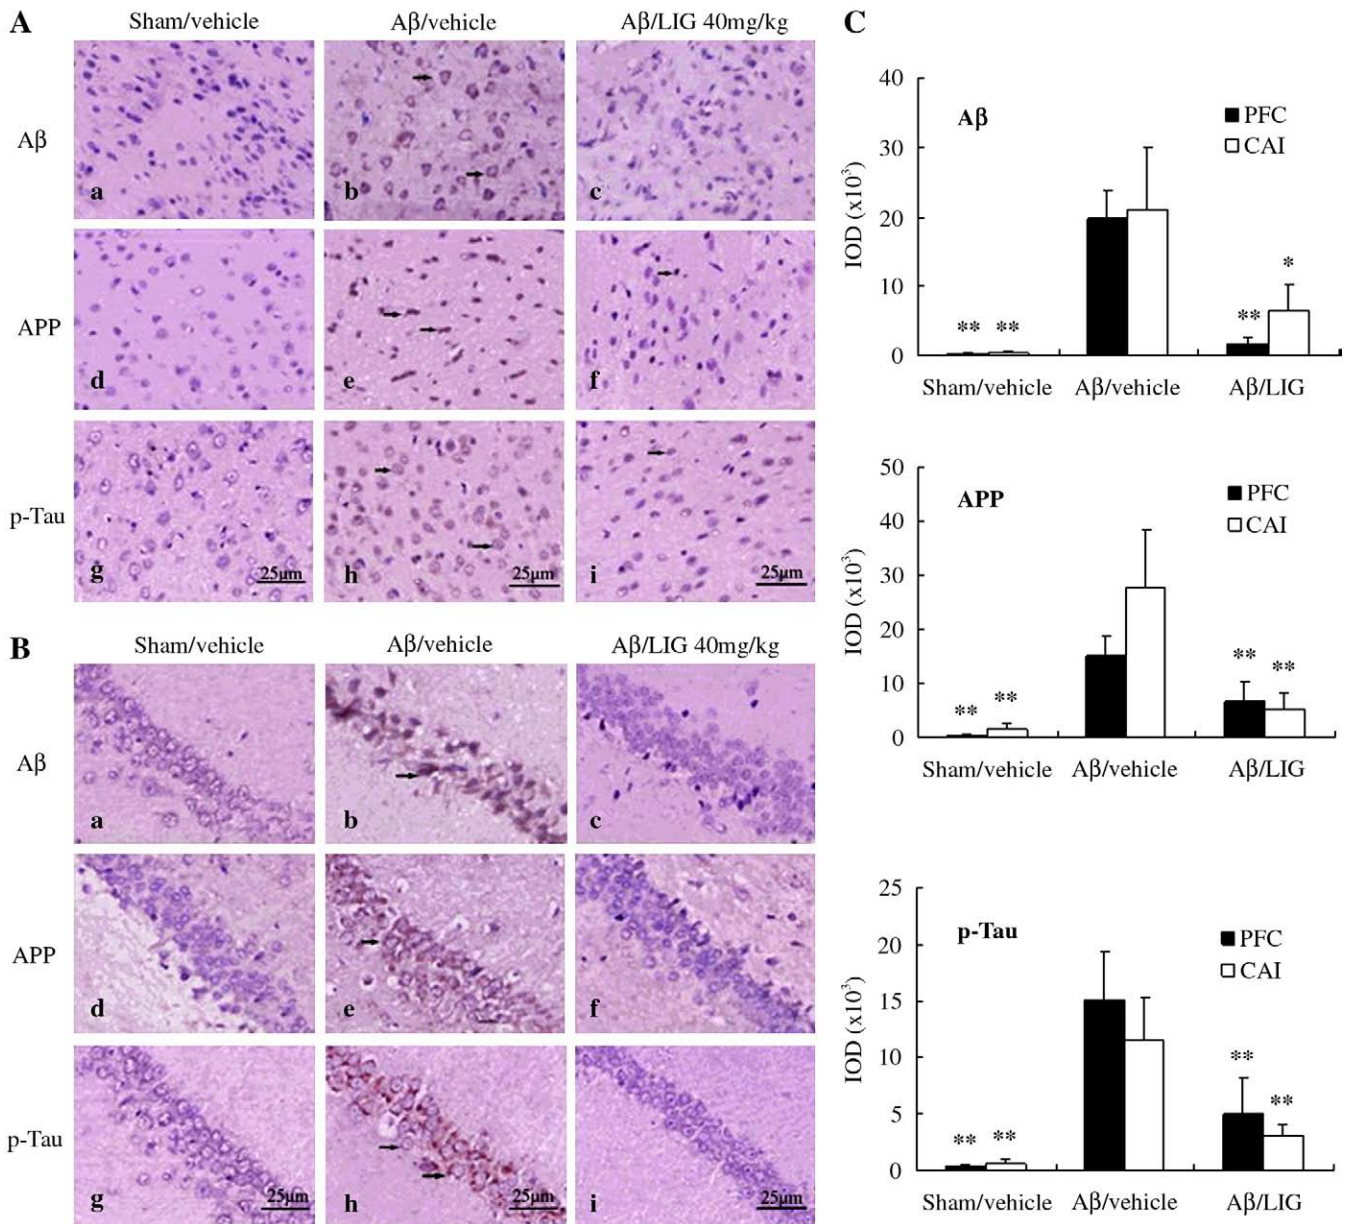 A
Sham/vehicle
Aβ/vehicle
Aβ/LIG 40mg/kg
Aβ
a
b
c
APP
d
e
f
p-Tau
g
25μm
h
25μm
i
25μm
B
Sham/vehicle
Aβ/vehicle
Aβ/LIG 40mg/kg
Aβ
a
b
c
APP
d
e
f
p-Tau
g
25μm
h
25μm
i
25μm
C
Aβ
PFC
CAI
IOD (x10³)
40
30
20
10
0
** **
**
*
Sham/vehicle Aβ/vehicle Aβ/LIG
APP
PFC
CAI
IOD (x10³)
50
40
30
20
10
0
** **
** **
Sham/vehicle Aβ/vehicle Aβ/LIG
p-Tau
PFC
CAI
IOD (x10³)
25
20
15
10
5
0
** **
**
**
Sham/vehicle Aβ/vehicle Aβ/LIG